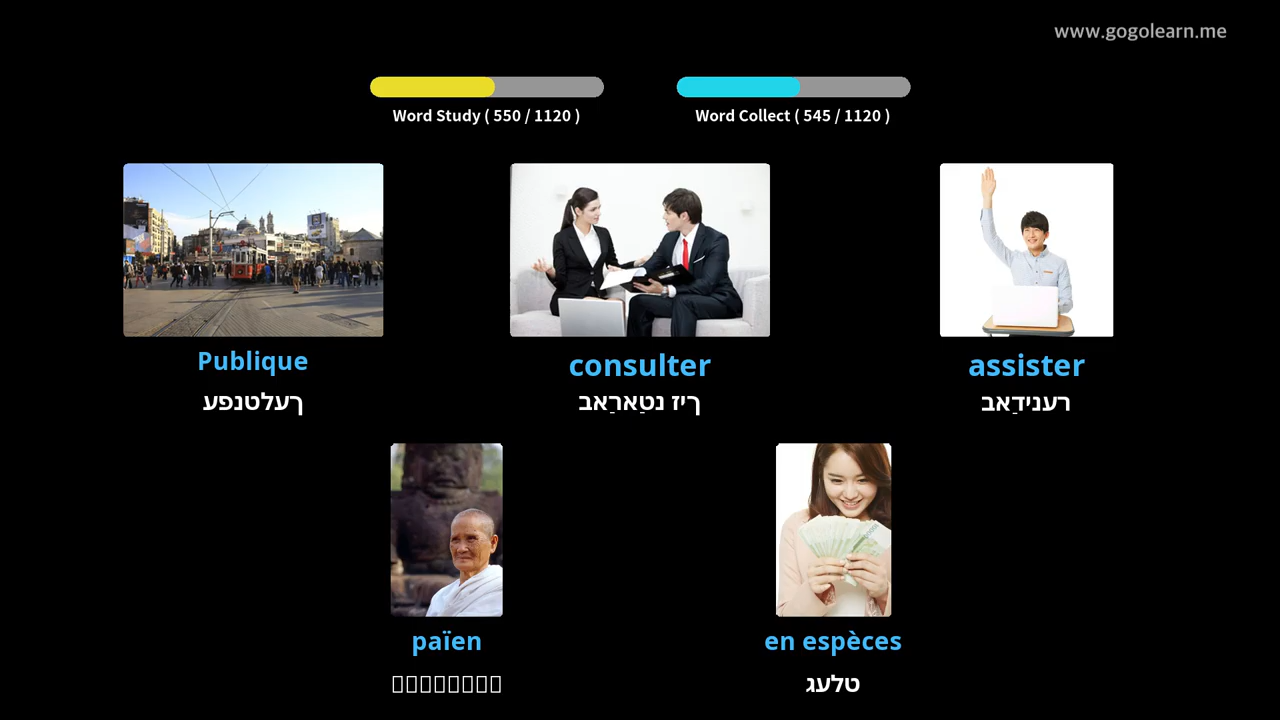 www.gogolearn.me
Word Study ( 550 / 1120 ) Word Collect ( 545 / 1120 )
Publique consulter assister
ךעלטנפע ךיז נטַארַאב רענידַאב
païen en espèces
טלעג